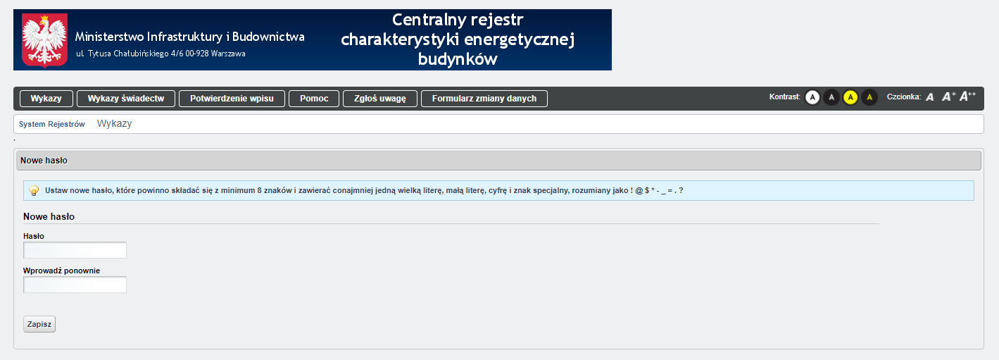 Centralny rejestr
charakterystyki energetycznej
budynków
Ministerstwo Infrastruktury i Budownictwa
ul. Tytusa Chałubińskiego 4/6 00-928 Warszawa
Wykazy Wykazy świadectw Potwierdzenie wpisu Pomoc Zgłoś uwagę Formularz zmiany danych Kontrast: A A A A Czcionka: A A+ A++
System Rejestrów Wykazy
Nowe hasło
Ustaw nowe hasło, które powinno składać się z minimum 8 znaków i zawierać conajmniej jedną wielką literę, małą literę, cyfrę i znak specjalny, rozumiany jako ! @ $ * - _ = . ?
Nowe hasło
Hasło
Wprowadź ponownie
Zapisz